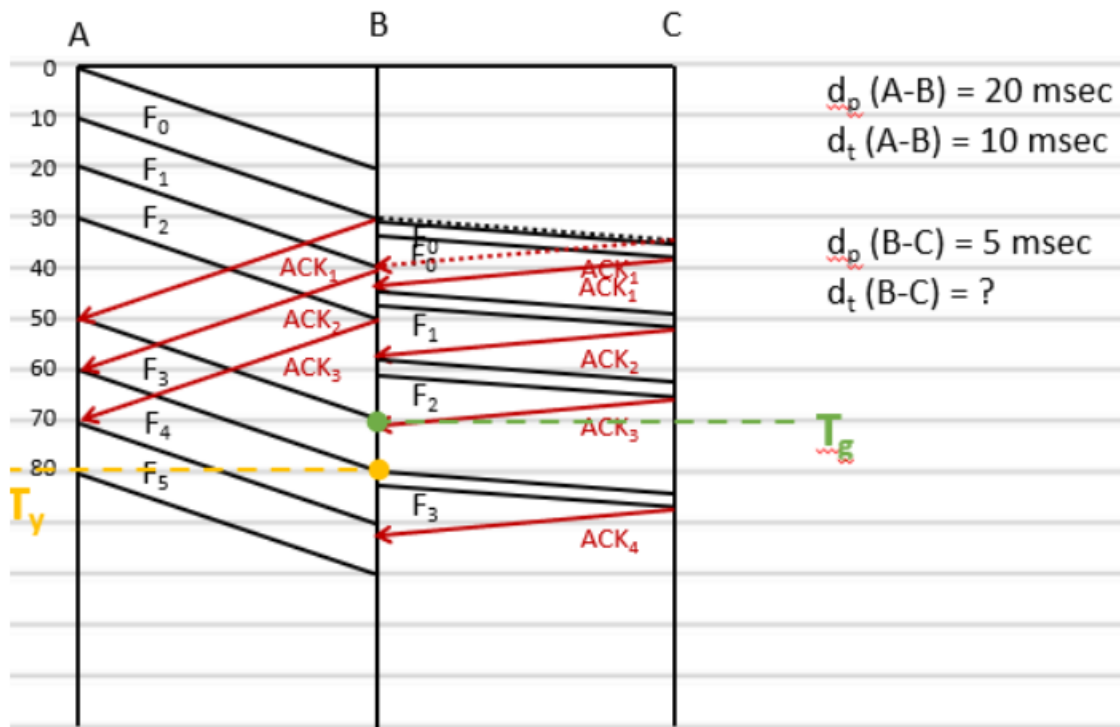 A B C
0
10
20
30
40
50
60
70
80
F₀
F₁
F₂
F₃
F₄
F₅
ACK₁
ACK₂
ACK₃
F₀
F₀
F₁
F₂
F₃
ACK₁
ACK₁
ACK₂
ACK₃
ACK₄
Tg
Ty
dp (A-B) = 20 msec
dt (A-B) = 10 msec
dp (B-C) = 5 msec
dt (B-C) = ?